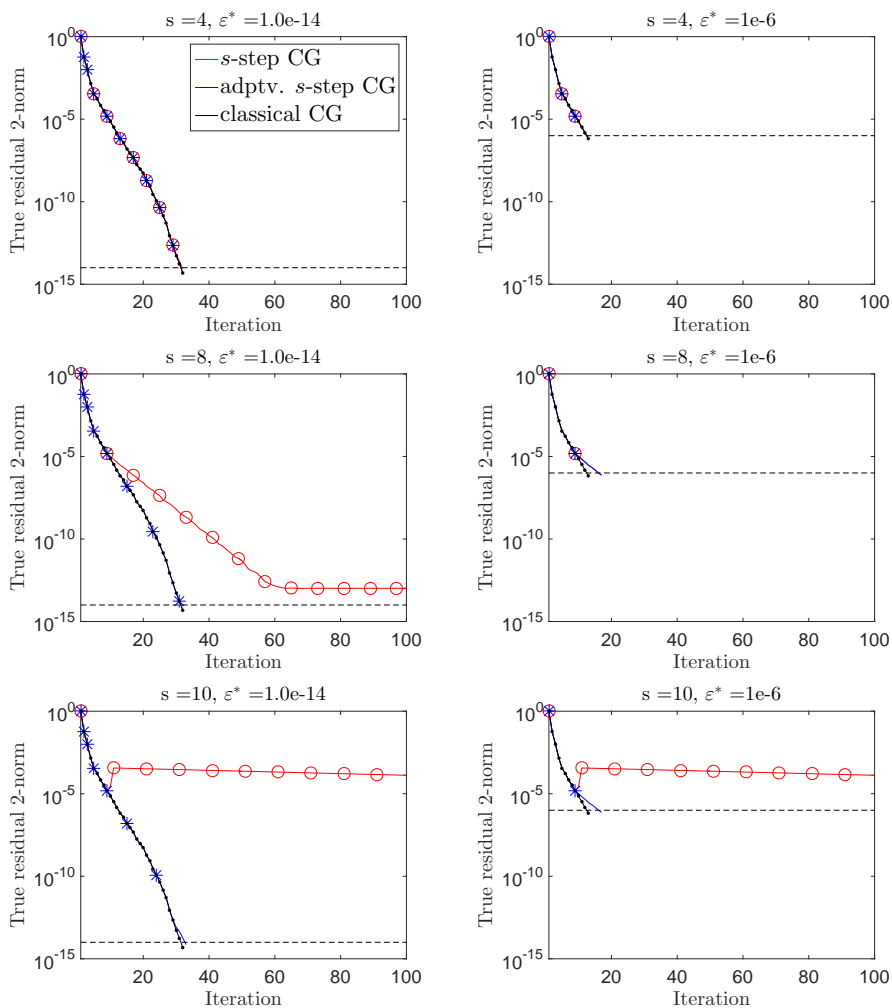 s =4, ε* =1.0e-14
True residual 2-norm
10^0
10^-5
10^-10
10^-15
s-step CG
adptv. s-step CG
classical CG
20 40 60 80 100
Iteration
s =4, ε* =1e-6
True residual 2-norm
10^0
10^-5
10^-10
10^-15
20 40 60 80 100
Iteration
s =8, ε* =1.0e-14
True residual 2-norm
10^0
10^-5
10^-10
10^-15
20 40 60 80 100
Iteration
s =8, ε* =1e-6
True residual 2-norm
10^0
10^-5
10^-10
10^-15
20 40 60 80 100
Iteration
s =10, ε* =1.0e-14
True residual 2-norm
10^0
10^-5
10^-10
10^-15
20 40 60 80 100
Iteration
s =10, ε* =1e-6
True residual 2-norm
10^0
10^-5
10^-10
10^-15
20 40 60 80 100
Iteration